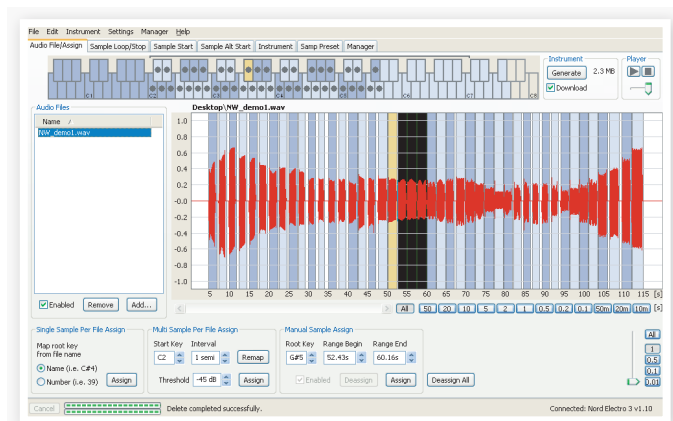 File Edit Instrument Settings Manager Help
Audio File/Assign Sample Loop/Stop Sample Start Sample Alt Start Instrument Samp Preset Manager
C1 C2 C3 C4 C5 C6 C7 C8
Instrument
Generate 2.3 MB
Download
Player
Audio Files
Name
NW_demo1.wav
Enabled Remove Add...
Desktop\NW_demo1.wav
1.0
0.8
0.6
0.4
0.2
-0.0
-0.2
-0.4
-0.6
-0.8
-1.0
5 10 15 20 25 30 35 40 45 50 55 60 65 70 75 80 85 90 95 100 105 110 115 [s]
All 50 20 10 5 2 1 0.5 0.2 0.1 50m 20m 10m [s]
Single Sample Per File Assign
Map root key
from file name
Name (i.e. C#4)
Number (i.e. 39) Assign
Multi Sample Per File Assign
Start Key Interval
C2 1 semi Remap
Threshold -45 dB Assign
Manual Sample Assign
Root Key Range Begin Range End
G#5 52.43s 60.16s
Enabled Deassign Assign Deassign All
All
1
0.5
0.1
0.01
Cancel Delete completed successfully. Connected: Nord Electro 3 v1.10